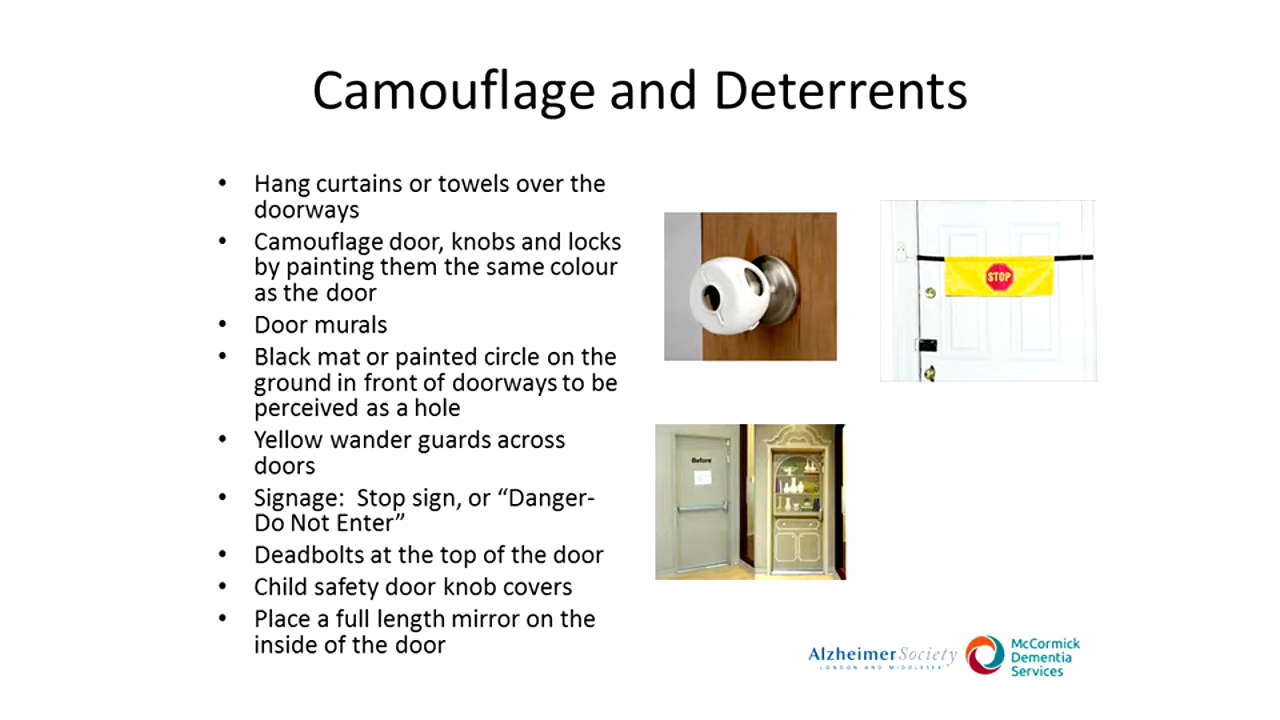 Camouflage and Deterrents
• Hang curtains or towels over the
doorways
• Camouflage door, knobs and locks
by painting them the same colour
as the door
• Door murals
• Black mat or painted circle on the
ground in front of doorways to be
perceived as a hole
• Yellow wander guards across
doors
• Signage:  Stop sign, or “Danger-
Do Not Enter”
• Deadbolts at the top of the door
• Child safety door knob covers
• Place a full length mirror on the
inside of the door
STOP
Before
Alzheimer Society
LONDON AND MIDDLESEX
McCormick
Dementia
Services